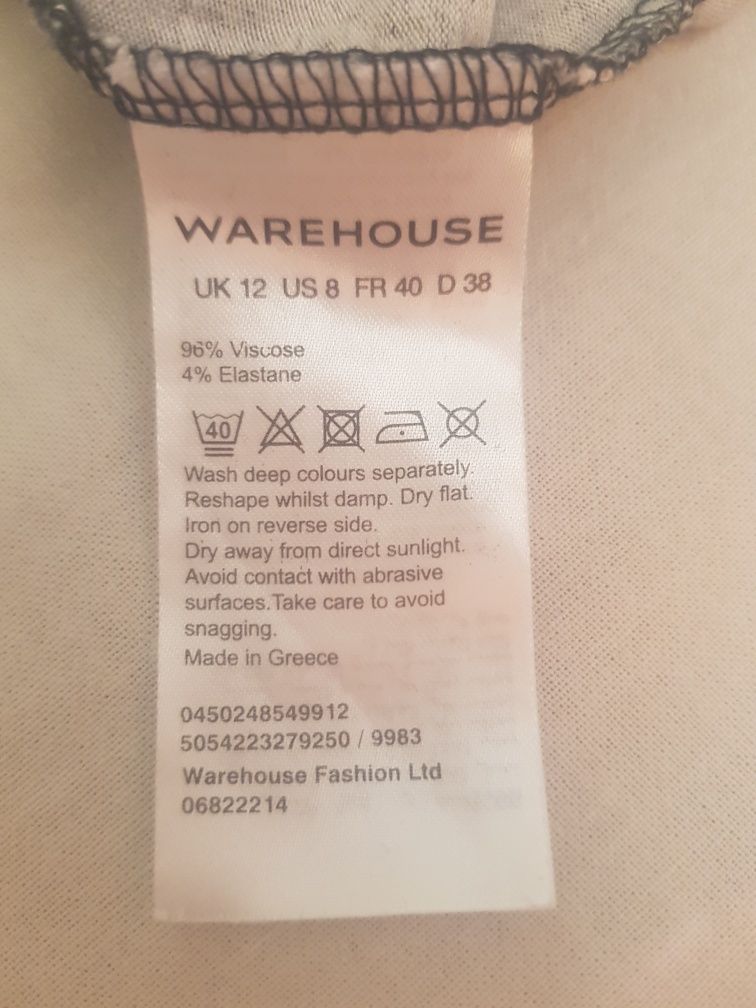 WAREHOUSE
UK 12 US 8 FR 40 D 38
96% Viscose
4% Elastane
40
Wash deep colours separately.
Reshape whilst damp. Dry flat.
Iron on reverse side.
Dry away from direct sunlight.
Avoid contact with abrasive
surfaces.Take care to avoid
snagging.
Made in Greece
0450248549912
5054223279250 / 9983
Warehouse Fashion Ltd
06822214